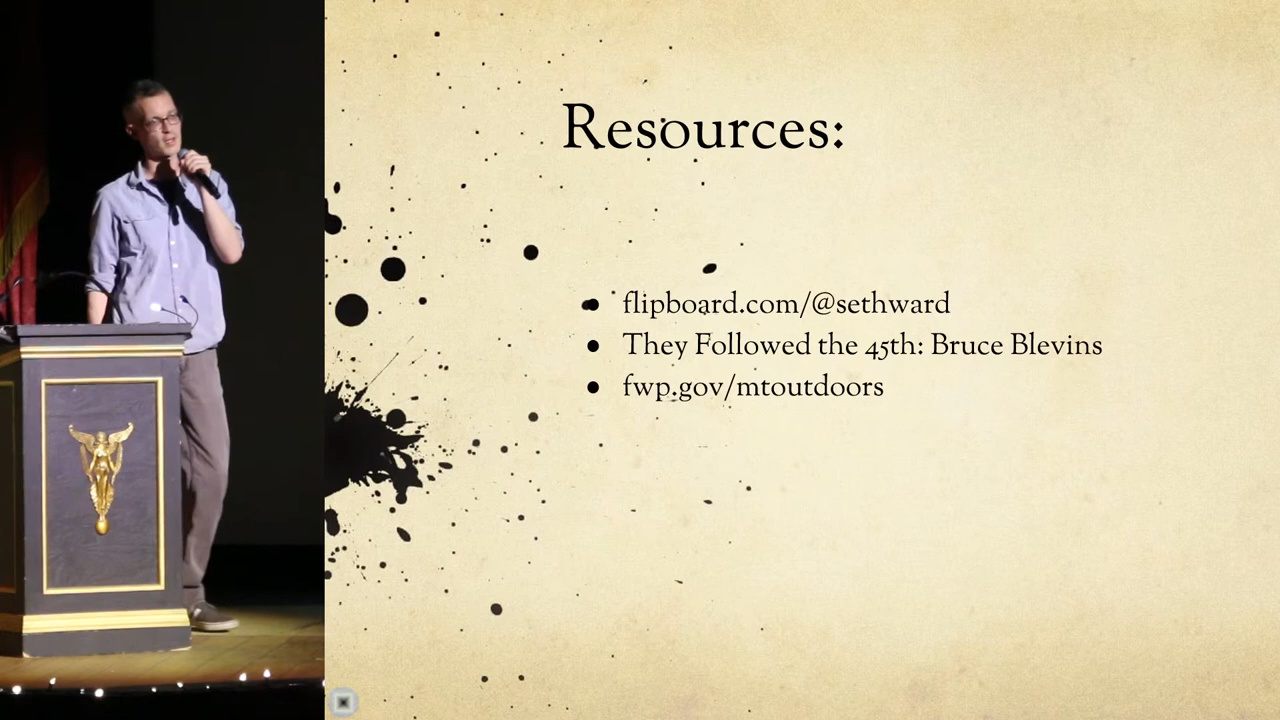 Resources:
flipboard.com/@sethward
They Followed the 45th: Bruce Blevins
fwp.gov/mtoutdoors